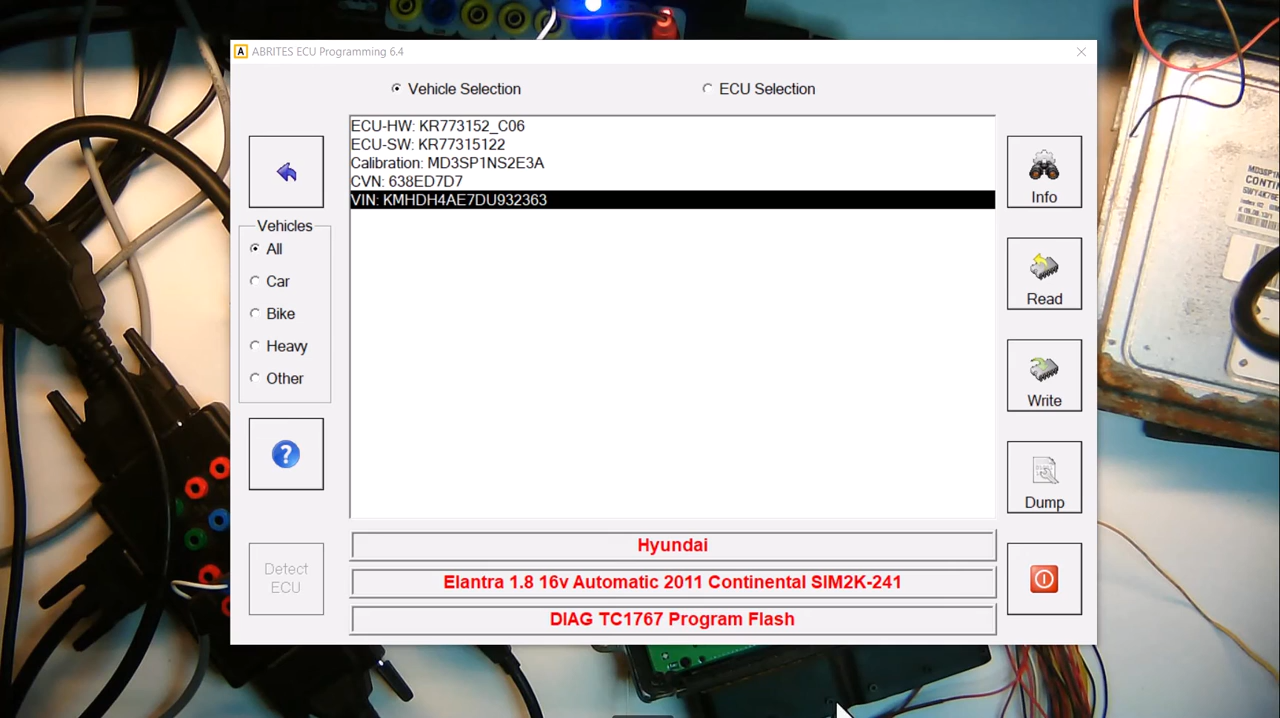 A ABRITES ECU Programming 6.4
Vehicle Selection
ECU Selection
ECU-HW: KR773152_C06
ECU-SW: KR77315122
Calibration: MD3SP1NS2E3A
CVN: 638ED7D7
VIN: KMHDH4AE7DU932363
Vehicles
All
Car
Bike
Heavy
Other
?
Detect
ECU
Info
Read
Write
Dump
Hyundai
Elantra 1.8 16v Automatic 2011 Continental SIM2K-241
DIAG TC1767 Program Flash
MD3SP1N
CONTI